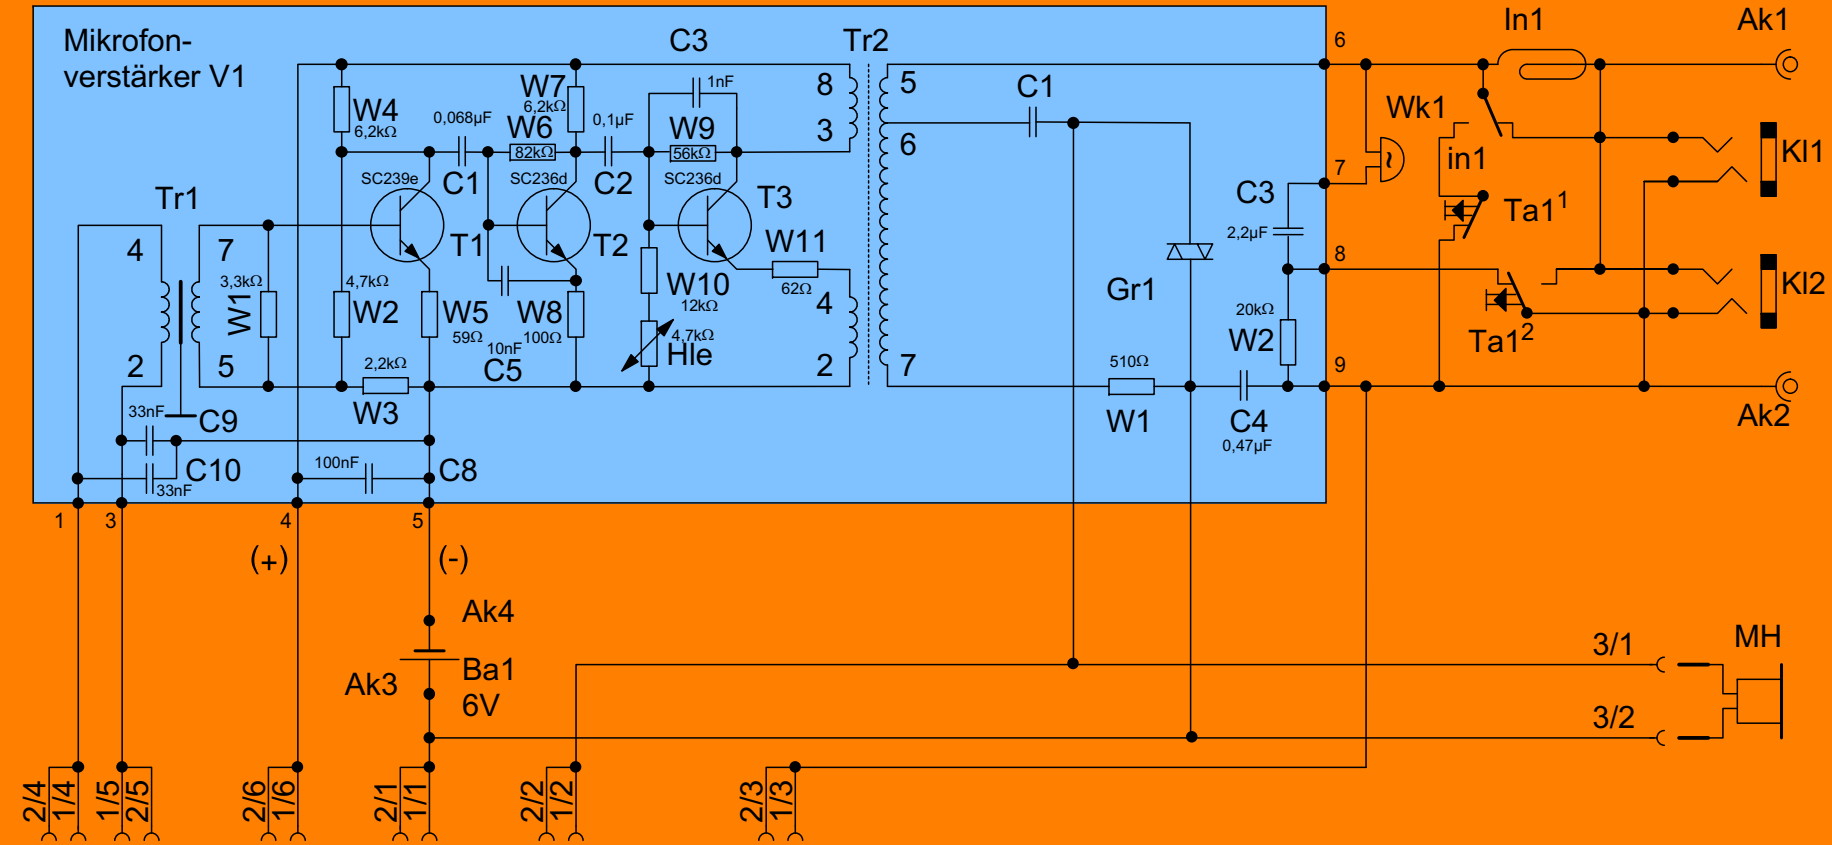 Mikrofon-
verstärker V1
C3
Tr2
6
In1
Ak1
1nF
W4
6,2kΩ
W7
6,2kΩ
0,068µF
W6
82kΩ
0,1µF
W9
56kΩ
8
3
5
6
C1
Wk1
in1
Kl1
7
SC239e
C1
SC236d
C2
SC236d
Tr1
T1
T2
T3
C3
2,2µF
Ta1¹
4
7
3,3kΩ
W1
4,7kΩ
W2
W5
59Ω
W8
100Ω
10nF
C5
W10
12kΩ
4,7kΩ
Hle
W11
62Ω
4
Gr1
8
Kl2
20kΩ
W2
Ta1²
2
5
2,2kΩ
W3
2
7
510Ω
W1
9
C4
0,47µF
Ak2
33nF
C9
C10
33nF
100nF
C8
1
3
4
5
(+)
(-)
Ak4
Ak3
Ba1
6V
3/1
MH
3/2
2/4
1/4
1/5
2/5
2/6
1/6
2/1
1/1
2/2
1/2
2/3
1/3